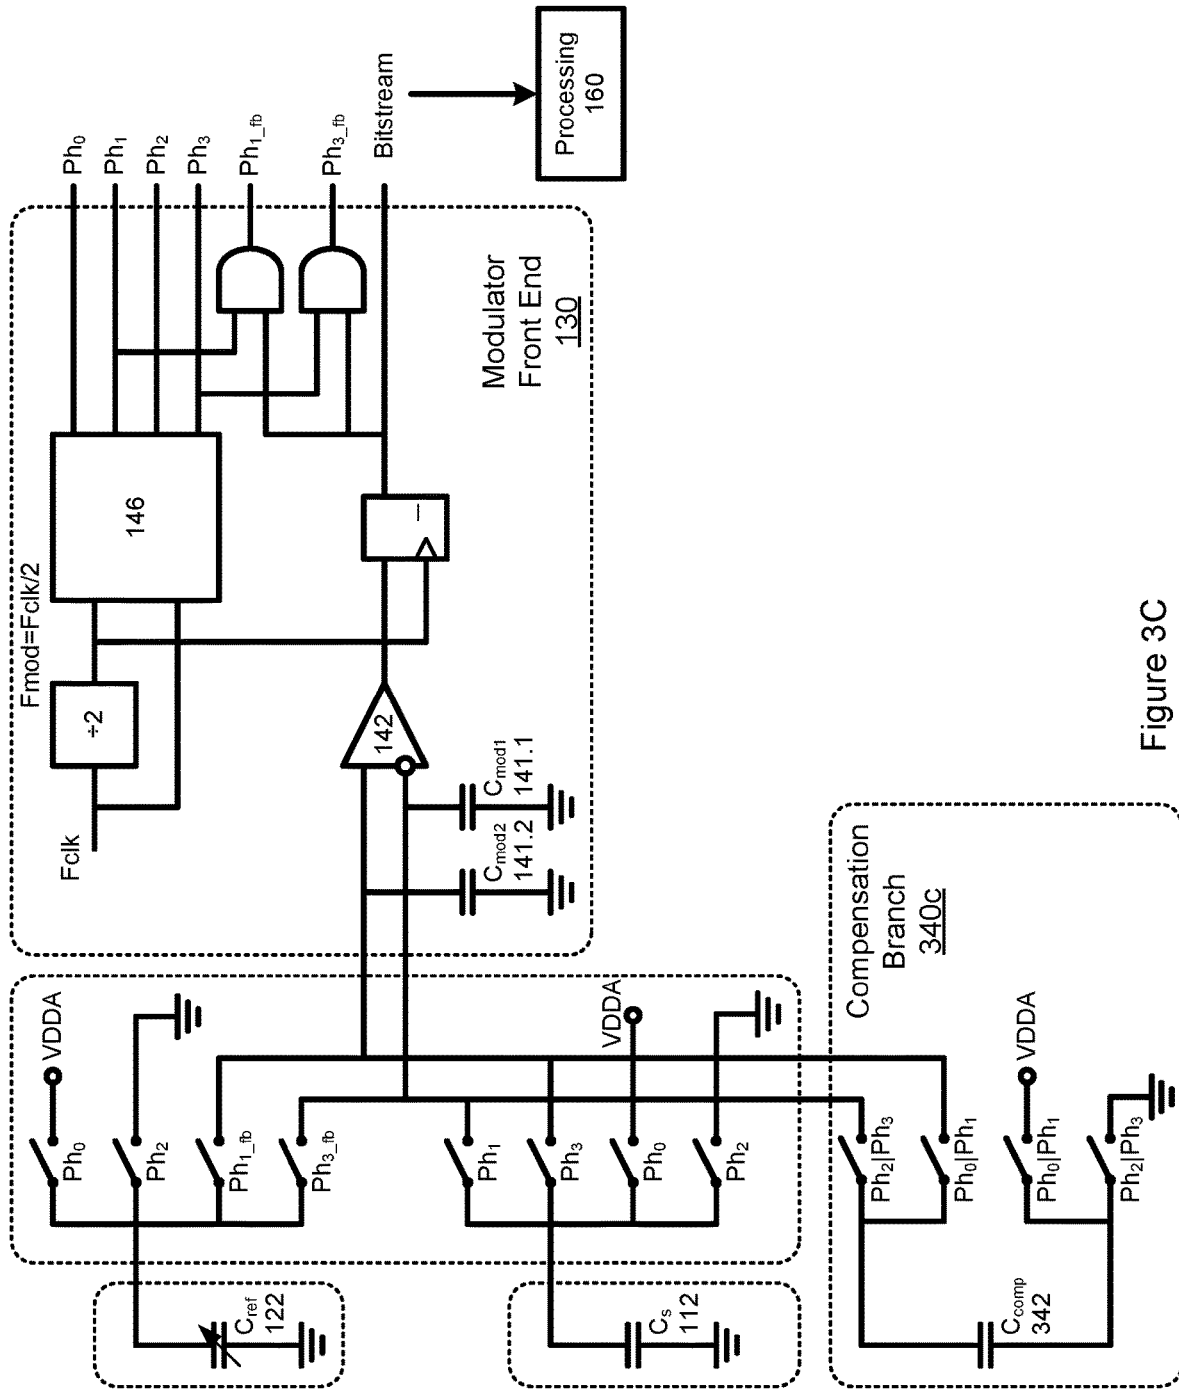 Fclk
÷2
Fmod=Fclk/2
146
Ph0
Ph1
Ph2
Ph3
Ph1_fb
Ph3_fb
Bitstream
Processing
160
Modulator
Front End
130
142
Cmod1
141.1
Cmod2
141.2
VDDA
Ph0
Ph2
Ph1_fb
Ph3_fb
Ph1
Ph3
Ph0
VDDA
Ph2
Cref
122
Cs
112
Compensation
Branch
340c
Ph2|Ph3
Ph0|Ph1
Ph0|Ph1
VDDA
Ph2|Ph3
Ccomp
342
Figure 3C